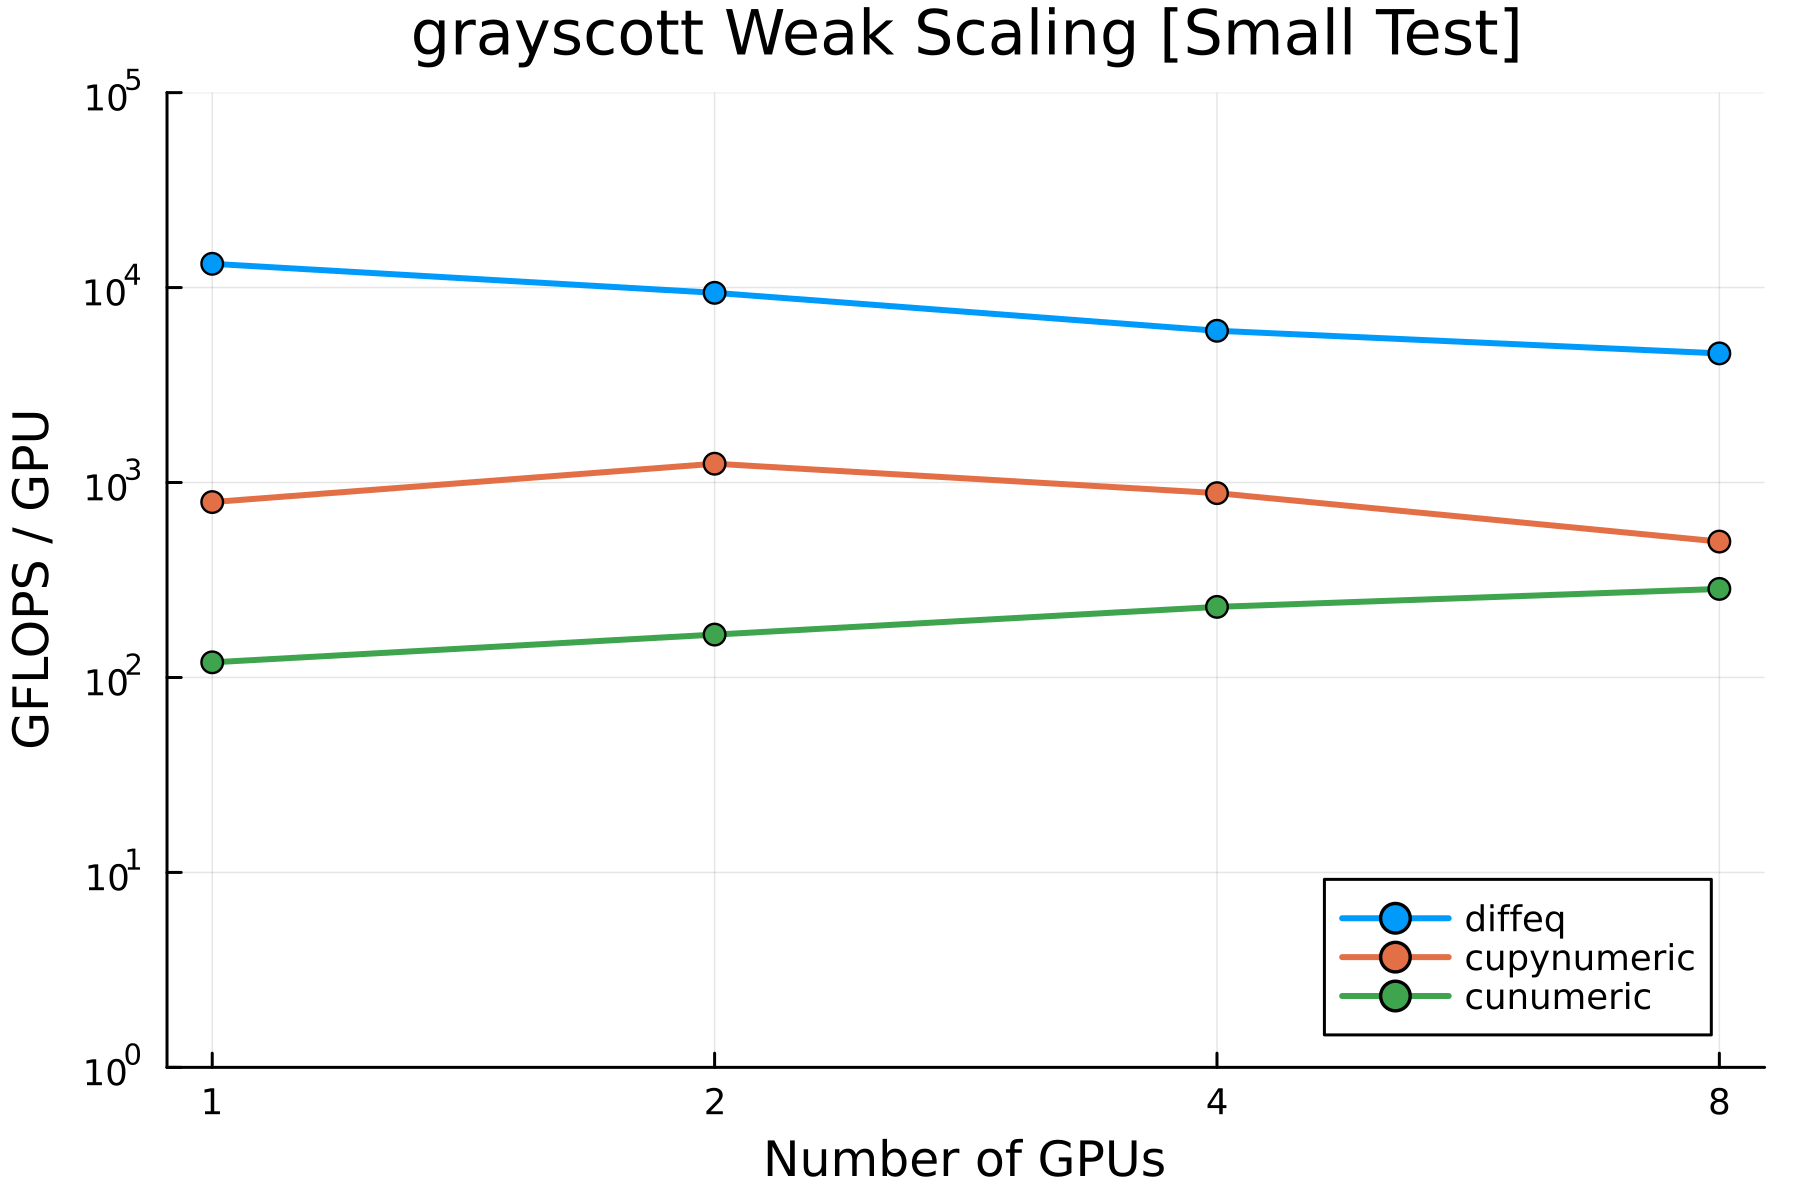 grayscott Weak Scaling [Small Test]
GFLOPS / GPU
10^5
10^4
10^3
10^2
10^1
10^0
diffeq
cupynumeric
cunumeric
1 2 4 8
Number of GPUs